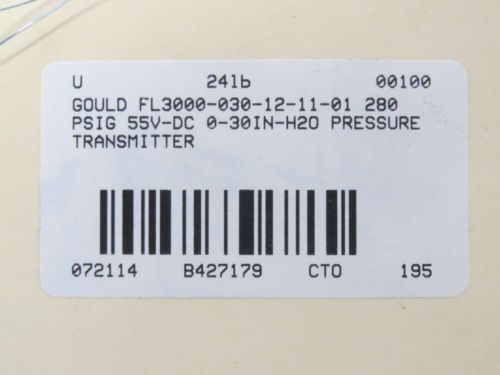 U 24lb 00100
GOULD FL3000-030-12-11-01 280
PSIG 55V-DC 0-30IN-H2O PRESSURE
TRANSMITTER
072114 B427179 CTO 195